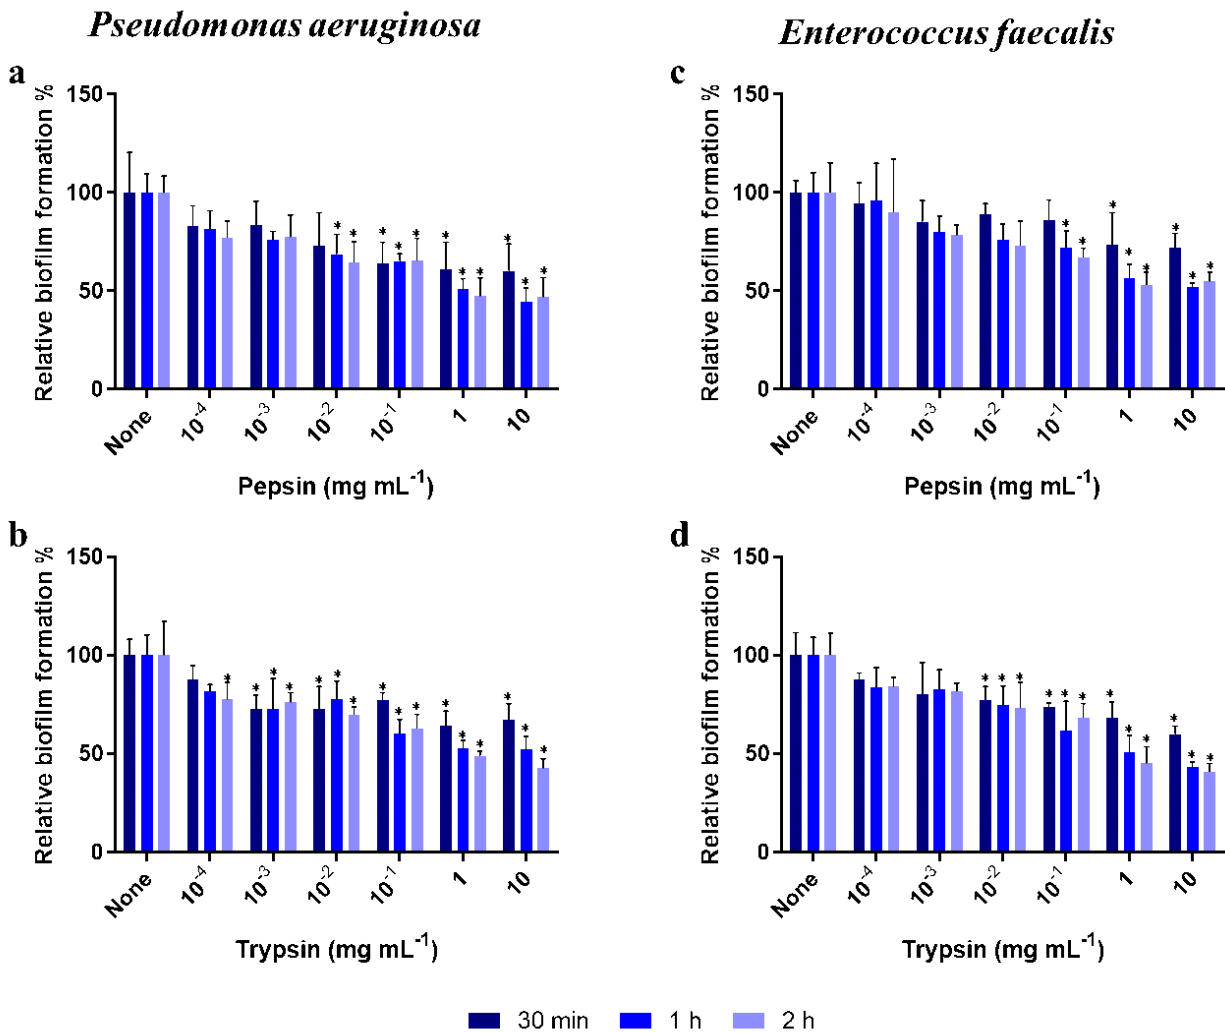 Pseudomonas aeruginosa
Enterococcus faecalis
a
150
100
50
0
Relative biofilm formation %
* * * * * * * * * * *
None 10⁻⁴ 10⁻³ 10⁻² 10⁻¹ 1 10
Pepsin (mg mL⁻¹)
c
150
100
50
0
Relative biofilm formation %
* * * * * * * *
None 10⁻⁴ 10⁻³ 10⁻² 10⁻¹ 1 10
Pepsin (mg mL⁻¹)
b
150
100
50
0
Relative biofilm formation %
* * * * * * * * * * * * * * * *
None 10⁻⁴ 10⁻³ 10⁻² 10⁻¹ 1 10
Trypsin (mg mL⁻¹)
d
150
100
50
0
Relative biofilm formation %
* * * * * * * * * * * *
None 10⁻⁴ 10⁻³ 10⁻² 10⁻¹ 1 10
Trypsin (mg mL⁻¹)
30 min 1 h 2 h